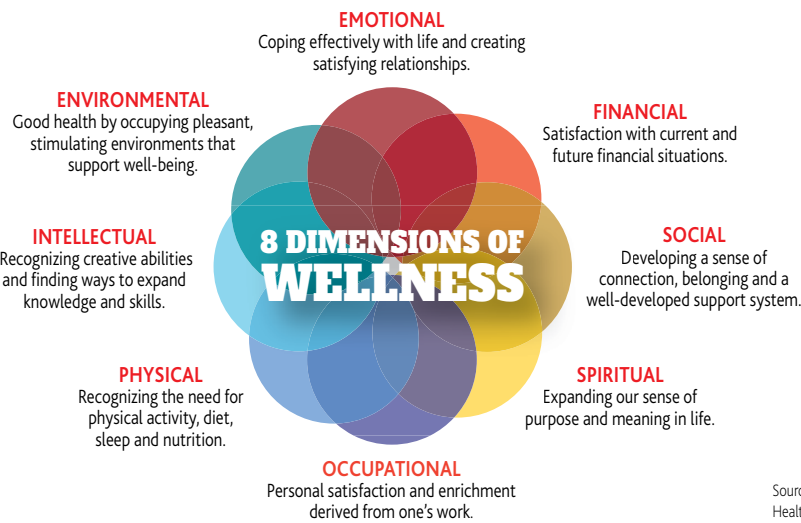 EMOTIONAL
Coping effectively with life and creating
satisfying relationships.
ENVIRONMENTAL
Good health by occupying pleasant,
stimulating environments that
support well-being.
FINANCIAL
Satisfaction with current and
future financial situations.
INTELLECTUAL
Recognizing creative abilities
and finding ways to expand
knowledge and skills.
8 DIMENSIONS OF
WELLNESS
SOCIAL
Developing a sense of
connection, belonging and a
well-developed support system.
PHYSICAL
Recognizing the need for
physical activity, diet,
sleep and nutrition.
SPIRITUAL
Expanding our sense of
purpose and meaning in life.
OCCUPATIONAL
Personal satisfaction and enrichment
derived from one's work.